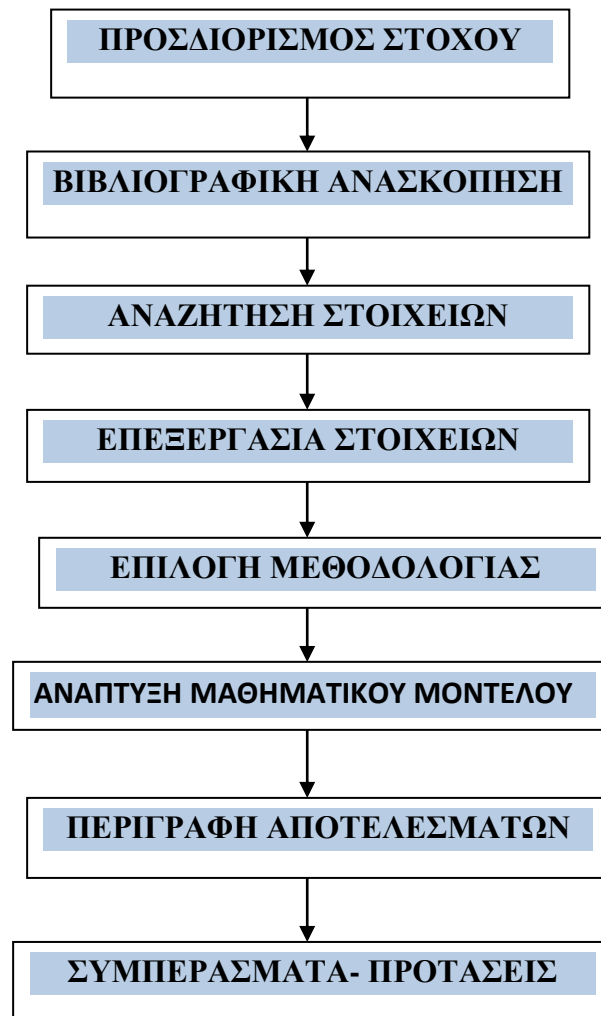 ΠΡΟΣΔΙΟΡΙΣΜΟΣ ΣΤΟΧΟΥ
ΒΙΒΛΙΟΓΡΑΦΙΚΗ ΑΝΑΣΚΟΠΗΣΗ
ΑΝΑΖΗΤΗΣΗ ΣΤΟΙΧΕΙΩΝ
ΕΠΕΞΕΡΓΑΣΙΑ ΣΤΟΙΧΕΙΩΝ
ΕΠΙΛΟΓΗ ΜΕΘΟΔΟΛΟΓΙΑΣ
ΑΝΑΠΤΥΞΗ ΜΑΘΗΜΑΤΙΚΟΥ ΜΟΝΤΕΛΟΥ
ΠΕΡΙΓΡΑΦΗ ΑΠΟΤΕΛΕΣΜΑΤΩΝ
ΣΥΜΠΕΡΑΣΜΑΤΑ- ΠΡΟΤΑΣΕΙΣ